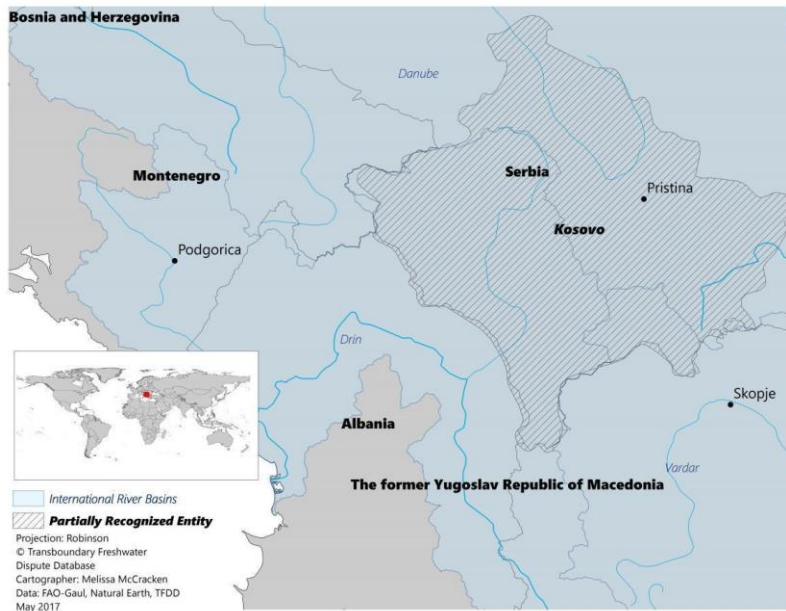 Bosnia and Herzegovina
Danube
Montenegro
Serbia
Pristina
Kosovo
Podgorica
Drin
Skopje
Albania
Vardar
The former Yugoslav Republic of Macedonia
International River Basins
Partially Recognized Entity
Projection: Robinson
© Transboundary Freshwater
Dispute Database
Cartographer: Melissa McCracken
Data: FAO-Gaul, Natural Earth, TFDD
May 2017